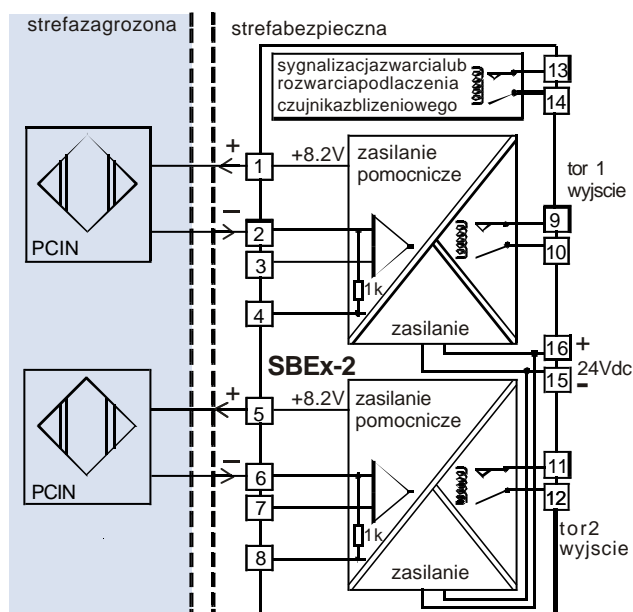 strefazagrozona
strefabezpieczna
sygnalizacjazwarcialub
rozwarciapodlaczenia
czujnikazblizeniowego
13
14
+
1
+8.2V
zasilanie
pomocnicze
tor 1
wyjscie
PCIN
−
2
3
4
1k
9
10
zasilanie
16 +
24Vdc
15 -
SBEx-2
+
5
+8.2V
zasilanie
pomocnicze
PCIN
−
6
7
8
1k
11
12
tor2
wyjscie
zasilanie